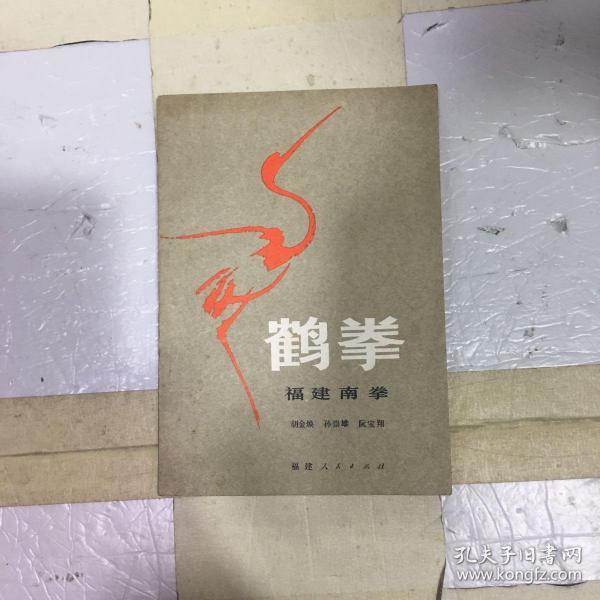 鹤拳
福建南拳
胡金焕 孙崇雄 阮宝翔
福建人民出版社
孔夫子旧书网
www.kongfz.com